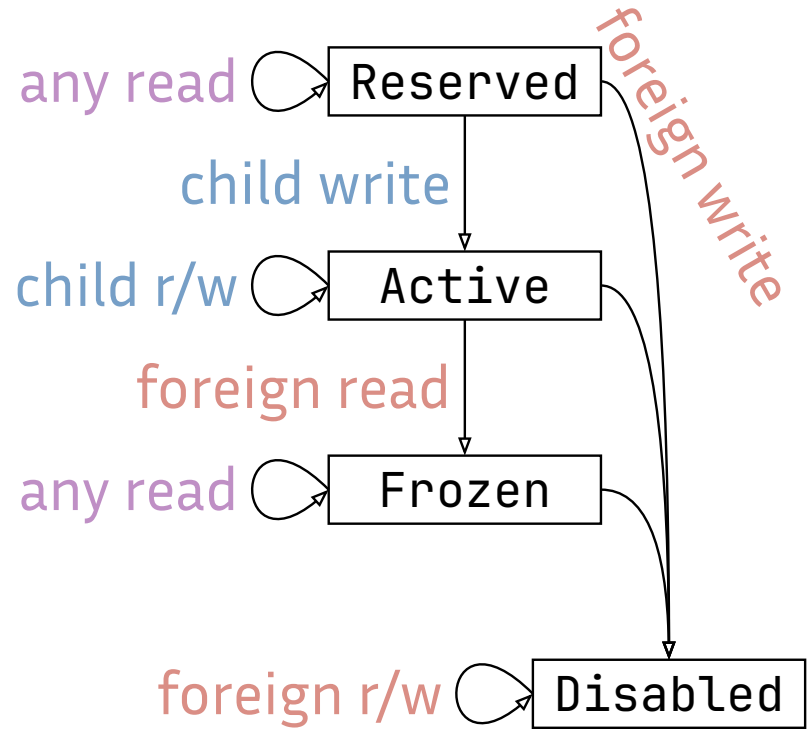 any read
Reserved
foreign write
child write
child r/w
Active
foreign read
any read
Frozen
foreign r/w
Disabled